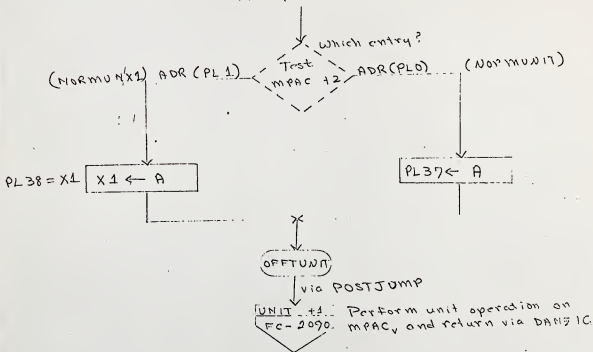 which entry?
(NORMUNX1) ADR(PL1) Test MPAC +2 ADR(PL0) (NORMUNIT)
PL38 = X1 X1 ← A PL37 ← A
OFFTUNIT
via POSTJUMP
UNIT +1 Perform unit operation on
FC-2090. MPAC, and return via DANZIG.